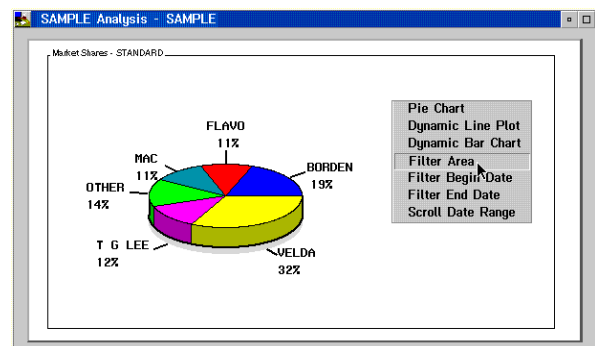 SAMPLE Analysis - SAMPLE
Market Shares - STANDARD
FLAVO
11%
MAC
11%
BORDEN
19%
OTHER
14%
T G LEE
12%
VELDA
32%
Pie Chart
Dynamic Line Plot
Dynamic Bar Chart
Filter Area
Filter Begin Date
Filter End Date
Scroll Date Range